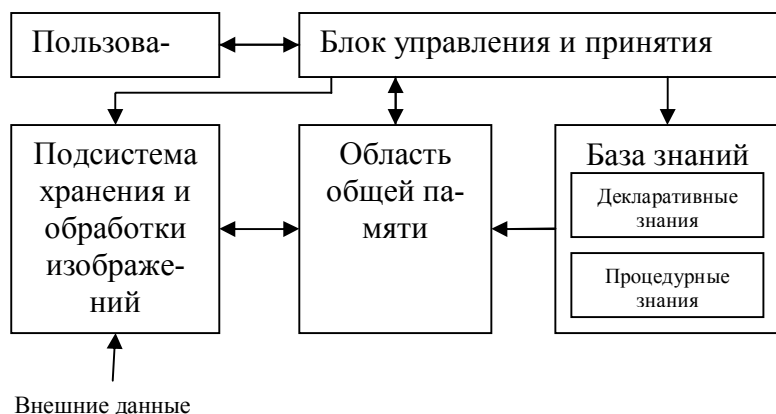 Пользова-
Блок управления и принятия
Подсистема
хранения и
обработки
изображе-
ний
Область
общей па-
мяти
База знаний
Декларативные
знания
Процедурные
знания
Внешние данные